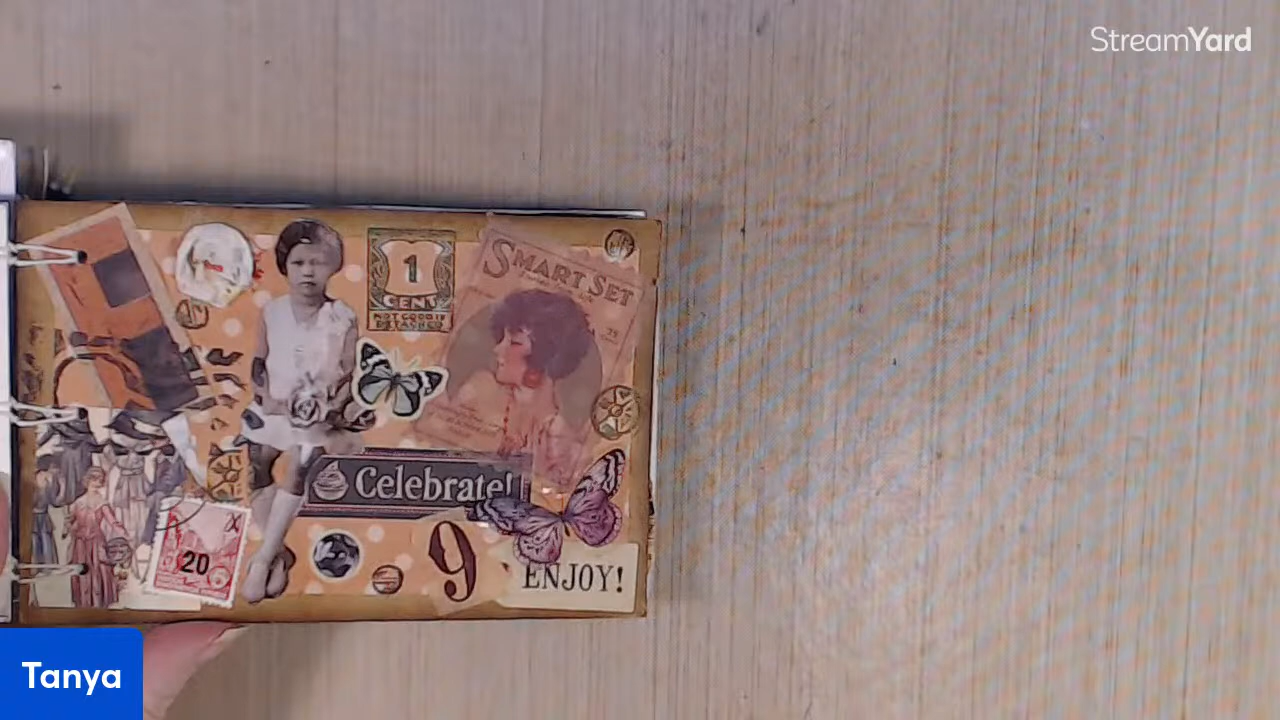 StreamYard
1
CENT
NOT GOOD IF
DETACHED
SMART SET
Celebrate!
20
9
ENJOY!
Tanya